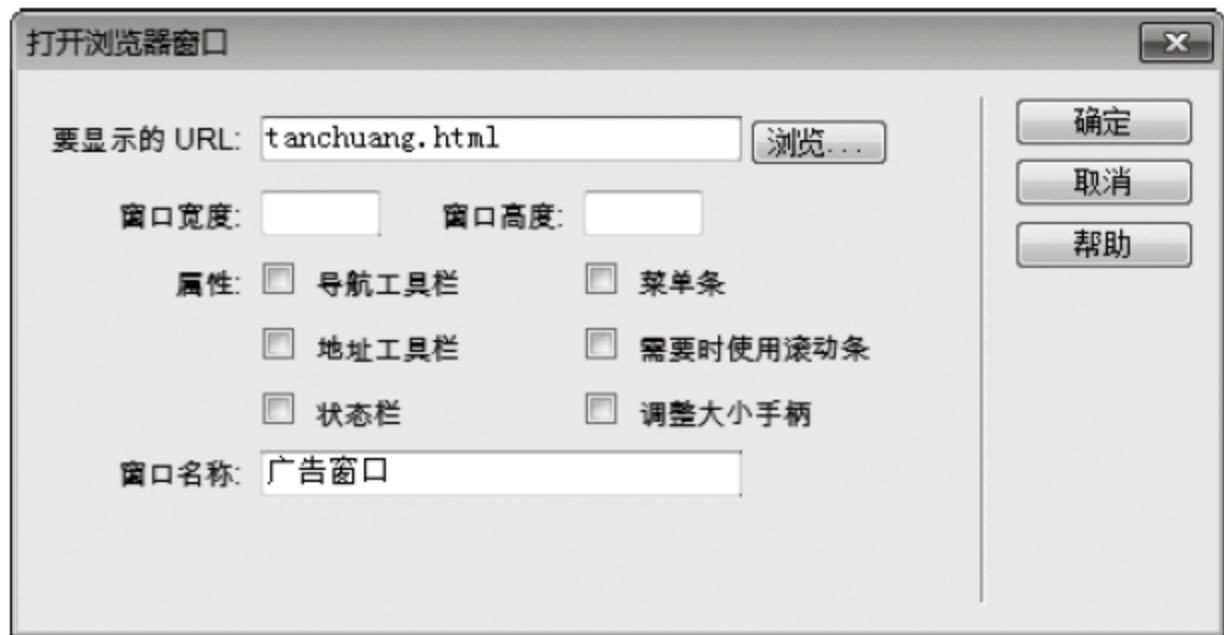 打开浏览器窗口
要显示的 URL: tanchuang.html 浏览... 确定
取消
窗口宽度: 窗口高度:
帮助
属性: 导航工具栏 菜单条
地址工具栏 需要时使用滚动条
状态栏 调整大小手柄
窗口名称: 广告窗口